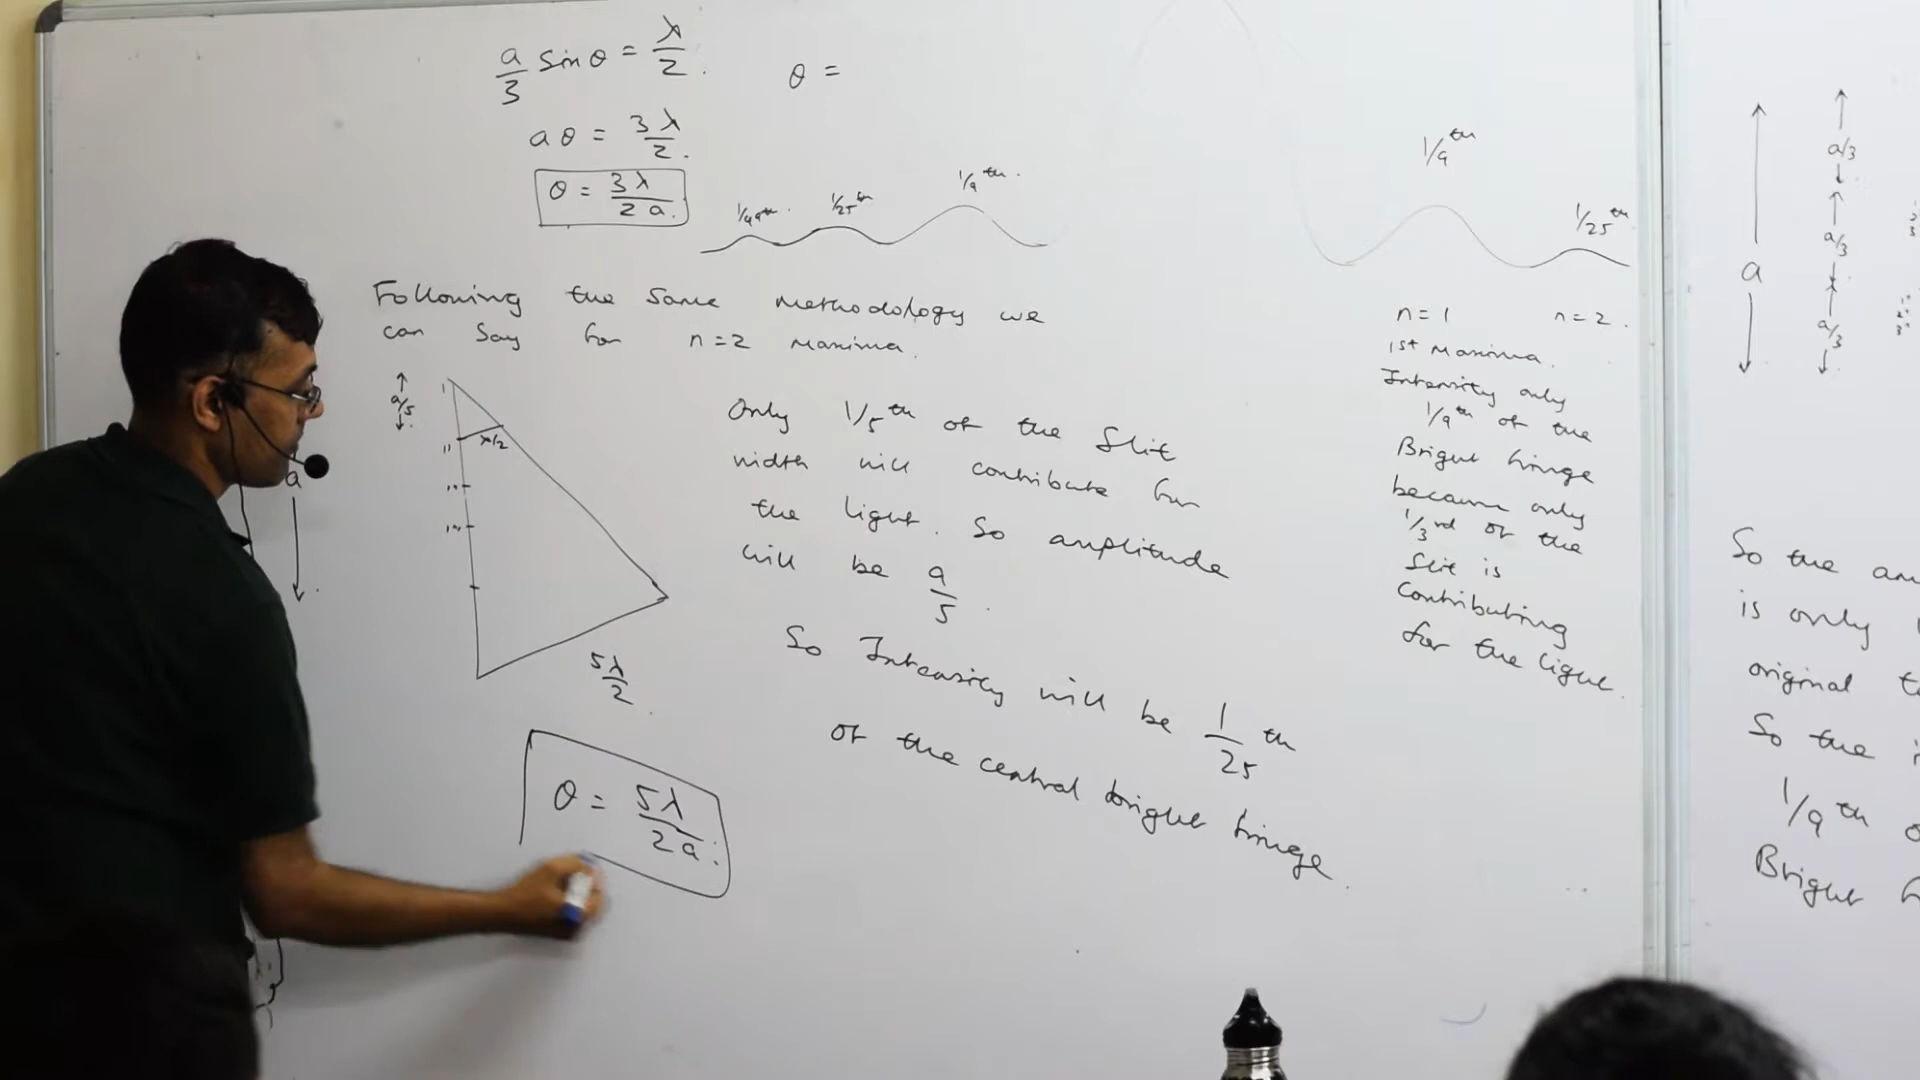 a/3 Sin θ = λ/2.
θ =
a θ = 3λ/2.
θ = 3λ/2a.
1/49th.
1/25th
1/9th.
1/9th
1/25th
Following the same methodology we
can say for n=2 maxima.
a/5
λ/2
a
5λ/2
θ = 5λ/2a.
Only 1/5th of the slit
width will contribute for
the light. So amplitude
will be a/5.
So Intensity will be 1/25 th
of the central bright fringe.
n=1
n=2.
1st maxima.
Intensity only
1/9th of the
Bright fringe
because only
1/3rd of the
slit is
contributing
for the light.
a
a/3
a/3
a/3
So the
is only
original
So the
1/9th
Bright